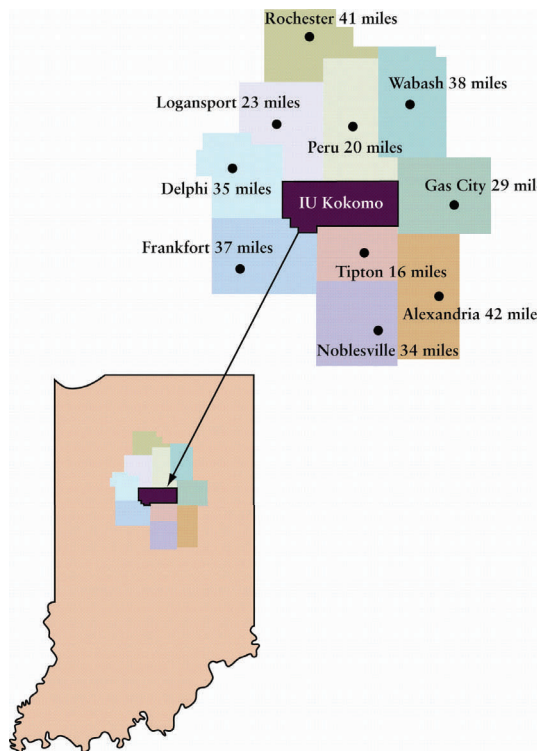 Rochester 41 miles
Wabash 38 miles
Logansport 23 miles
Peru 20 miles
Delphi 35 miles
Gas City 29 mil
IU Kokomo
Frankfort 37 miles
Tipton 16 miles
Alexandria 42 mile
Noblesville 34 miles